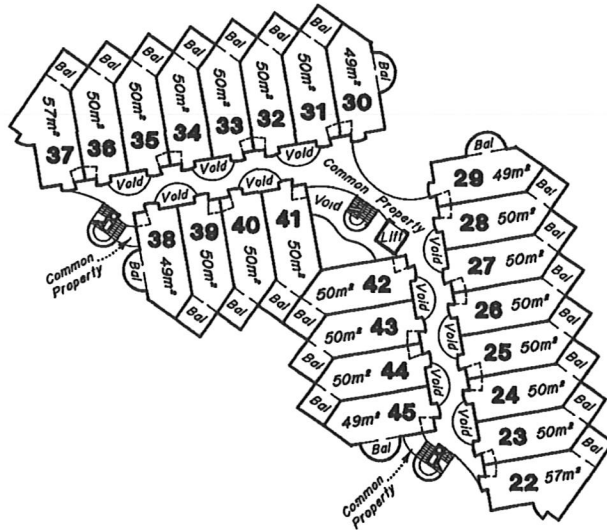 Bal
Bal
Bal
Bal
Bal
Bal
Bal
Bal
57m²
37
50m²
36
50m²
35
50m²
34
50m²
33
50m²
32
50m²
31
49m²
30
Void
Void
Void
Void
Void
Void
Common Property
Lift
38
49m²
39
50m²
40
50m²
41
50m²
Common
Property
Bal
Bal
Bal
Bal
Bal
29 49m²
Bal
28 50m²
Bal
27 50m²
Bal
26 50m²
Bal
25 50m²
Bal
24 50m²
Bal
23 50m²
Bal
22 57m²
Void
Void
Void
Void
Void
Bal
50m² 42
Bal
50m² 43
Bal
50m² 44
49m² 45
Bal
Common
Property